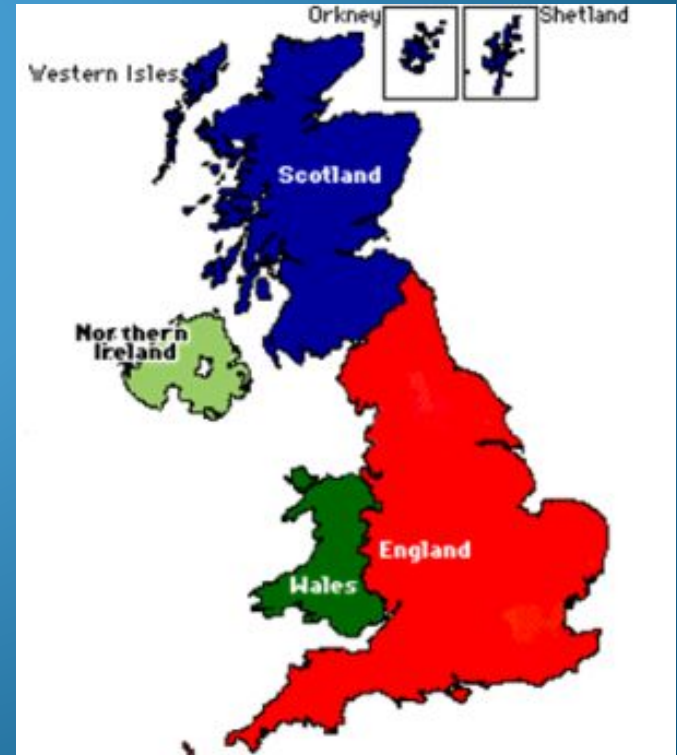 Orkney
Shetland
Western Isles
Scotland
Northern
Ireland
England
Wales